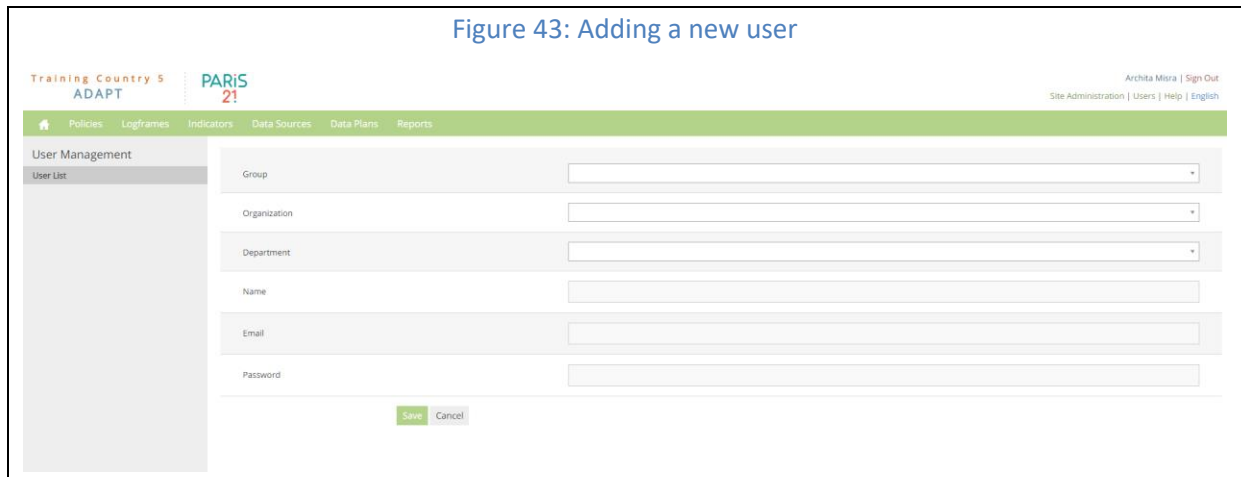 Figure 43: Adding a new user
Training Country 5
ADAPT
PARiS
21
Archita Misra | Sign Out
Site Administration | Users | Help | English
Policies Logframes Indicators Data Sources Data Plans Reports
User Management
User List
Group
Organization
Department
Name
Email
Password
Save Cancel